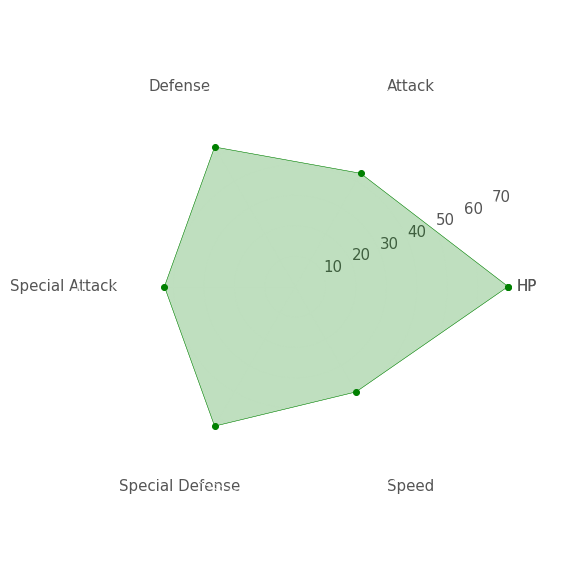 Defense
Attack
70
60
50
40
30
20
10
Special Attack
HP
Special Defense
Speed